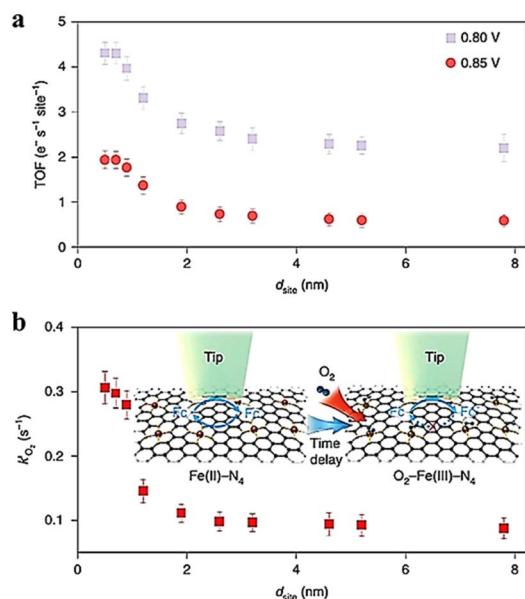 a
5
4
3
2
1
0
TOF (e⁻ s⁻¹ site⁻¹)
0.80 V
0.85 V
0 2 4 6 8
d_site (nm)
b
0.4
0.3
0.2
0.1
k'O₂ (s⁻¹)
Tip
O₂
Tip
Fc
Fc
Fc
Fc
Time
delay
Fe(II)–N₄
O₂–Fe(III)–N₄
0 2 4 6 8
d_site (nm)